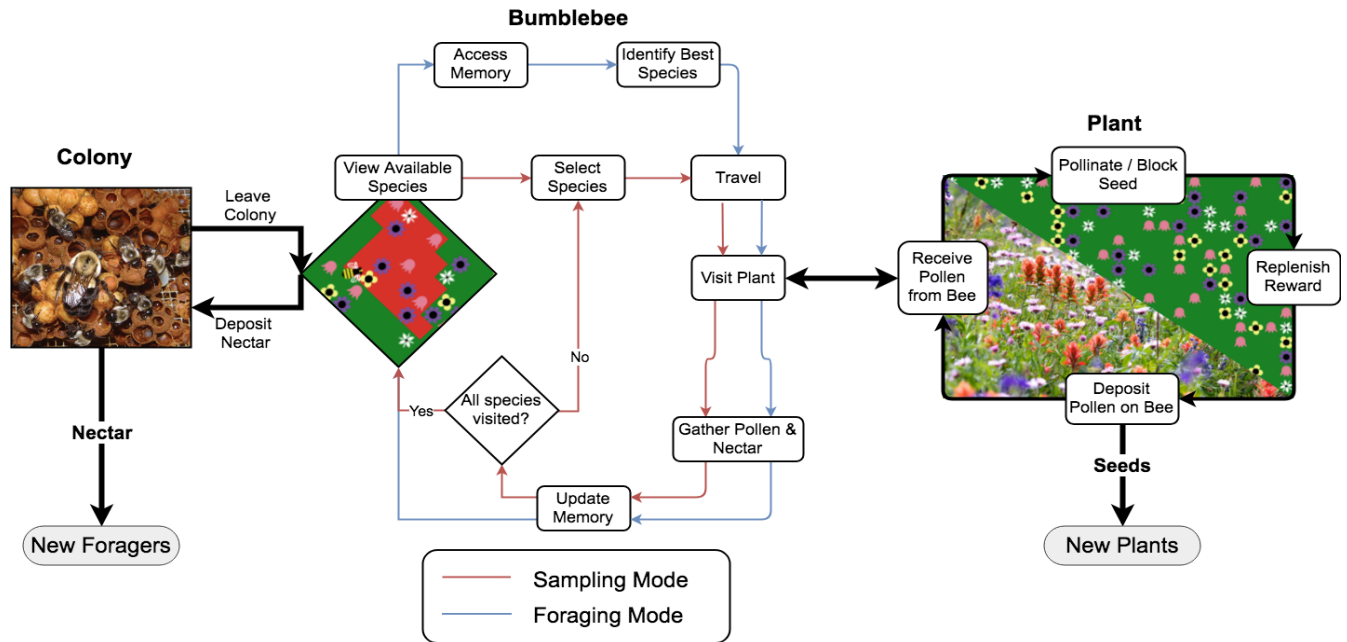 Bumblebee
Access
Memory
Identify Best
Species
Colony
Plant
View Available
Species
Select
Species
Travel
Pollinate / Block
Seed
Leave
Colony
Deposit
Nectar
Visit Plant
Receive
Pollen
from Bee
Replenish
Reward
No
Yes
All species
visited?
Deposit
Pollen on Bee
Gather Pollen &
Nectar
Nectar
Seeds
Update
Memory
New Foragers
New Plants
Sampling Mode
Foraging Mode